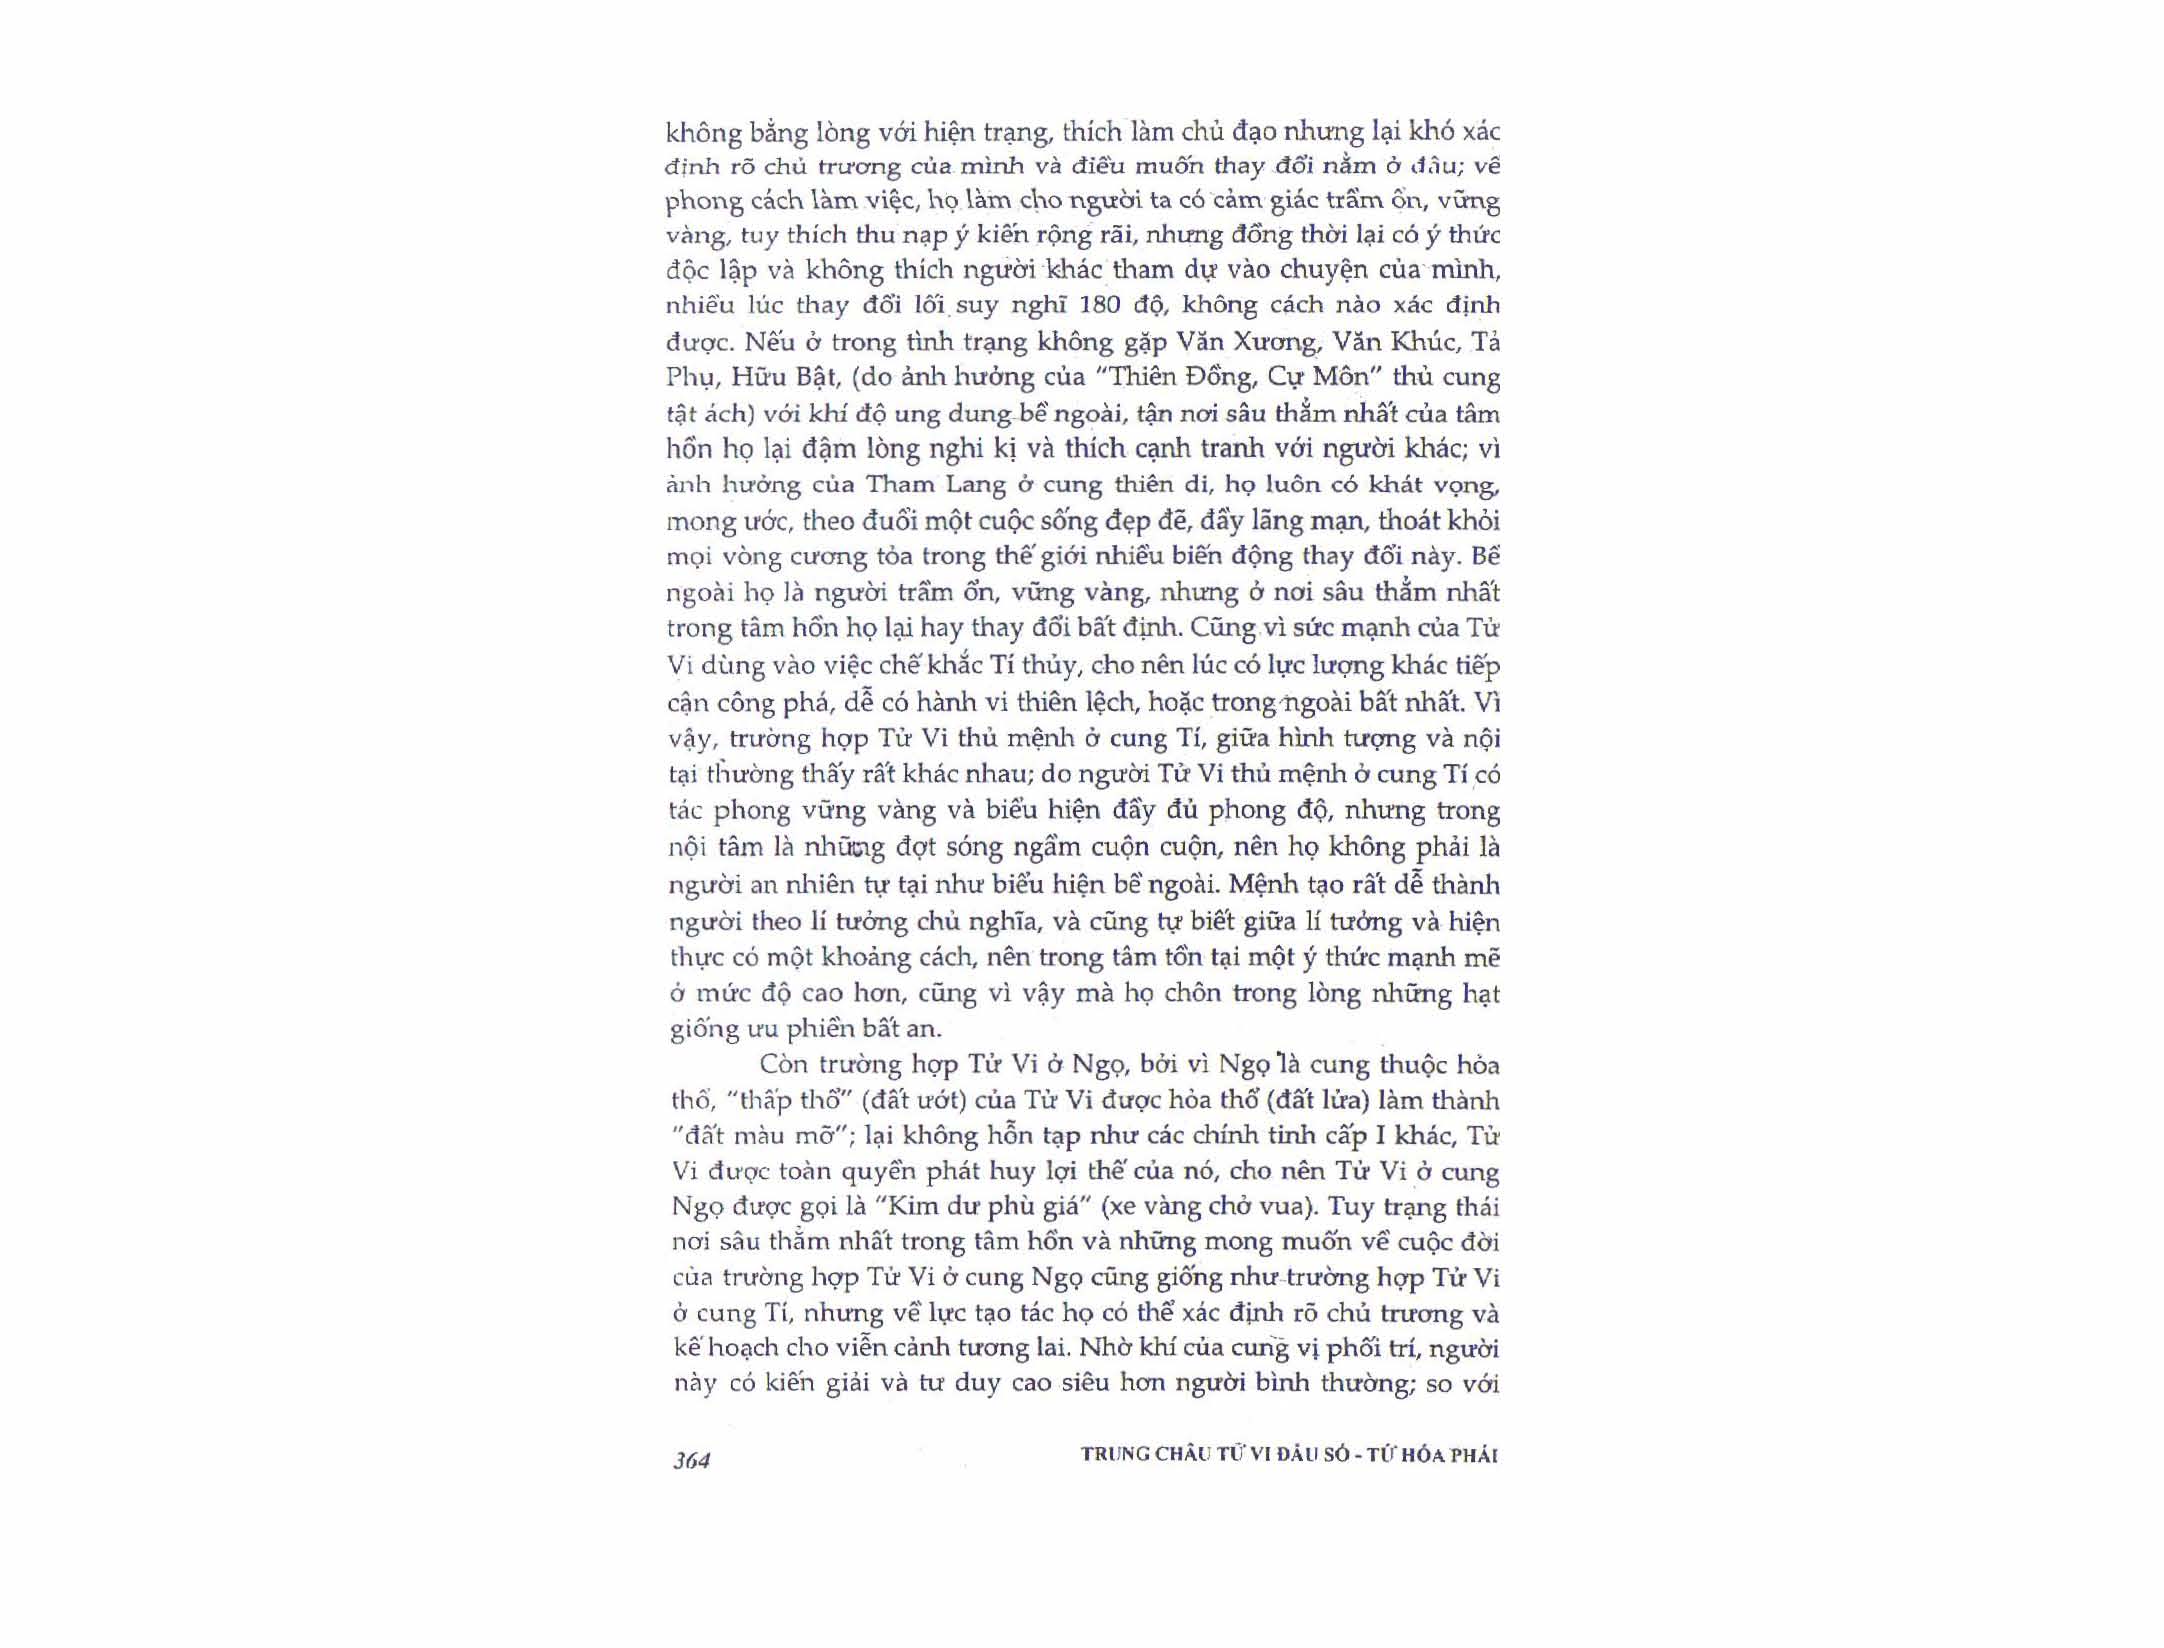 không bằng lòng với hiện trạng, thích làm chủ đạo nhưng lại khó xác
định rõ chủ trương của mình và điều muốn thay đổi nằm ở đâu; về
phong cách làm việc, họ làm cho người ta có cảm giác trầm ổn, vững
vàng, tuy thích thu nạp ý kiến rộng rãi, nhưng đồng thời lại có ý thức
độc lập và không thích người khác tham dự vào chuyện của mình,
nhiều lúc thay đổi lối suy nghĩ 180 độ, không cách nào xác định
được. Nếu ở trong tình trạng không gặp Văn Xương, Văn Khúc, Tả
Phụ, Hữu Bật, (do ảnh hưởng của "Thiên Đồng, Cự Môn" thủ cung
tật ách) với khí độ ung dung bề ngoài, tận nơi sâu thẳm nhất của tâm
hồn họ lại đậm lòng nghi kị và thích cạnh tranh với người khác; vì
ảnh hưởng của Tham Lang ở cung thiên di, họ luôn có khát vọng,
mong ước, theo đuổi một cuộc sống đẹp đẽ, đầy lãng mạn, thoát khỏi
mọi vòng cương tỏa trong thế giới nhiều biến động thay đổi này. Bề
ngoài họ là người trầm ổn, vững vàng, nhưng ở nơi sâu thẳm nhất
trong tâm hồn họ lại hay thay đổi bất định. Cũng vì sức mạnh của Tử
Vi dùng vào việc chế khắc Tí thủy, cho nên lúc có lực lượng khác tiếp
cận công phá, dễ có hành vi thiên lệch, hoặc trong ngoài bất nhất. Vì
vậy, trường hợp Tử Vi thủ mệnh ở cung Tí, giữa hình tượng và nội
tại thường thấy rất khác nhau; do người Tử Vi thủ mệnh ở cung Tí có
tác phong vững vàng và biểu hiện đầy đủ phong độ, nhưng trong
nội tâm là những đợt sóng ngầm cuộn cuộn, nên họ không phải là
người an nhiên tự tại như biểu hiện bề ngoài. Mệnh tạo rất dễ thành
người theo lí tưởng chủ nghĩa, và cũng tự biết giữa lí tưởng và hiện
thực có một khoảng cách, nên trong tâm tồn tại một ý thức mạnh mẽ
ở mức độ cao hơn, cũng vì vậy mà họ chôn trong lòng những hạt
giống ưu phiền bất an.
Còn trường hợp Tử Vi ở Ngọ, bởi vì Ngọ là cung thuộc hỏa
thổ, "thấp thổ" (đất ướt) của Tử Vi được hỏa thổ (đất lửa) làm thành
"đất màu mỡ"; lại không hỗn tạp như các chính tinh cấp I khác, Tử
Vi được toàn quyền phát huy lợi thế của nó, cho nên Tử Vi ở cung
Ngọ được gọi là "Kim dư phù giá" (xe vàng chở vua). Tuy trạng thái
nơi sâu thẳm nhất trong tâm hồn và những mong muốn về cuộc đời
của trường hợp Tử Vi ở cung Ngọ cũng giống như trường hợp Tử Vi
ở cung Tí, nhưng về lực tạo tác họ có thể xác định rõ chủ trương và
kế hoạch cho viễn cảnh tương lai. Nhờ khí của cung vị phối trí, người
này có kiến giải và tư duy cao siêu hơn người bình thường; so với
364 TRUNG CHÂU TỬ VI ĐẨU SỐ - TỨ HÓA PHÁI